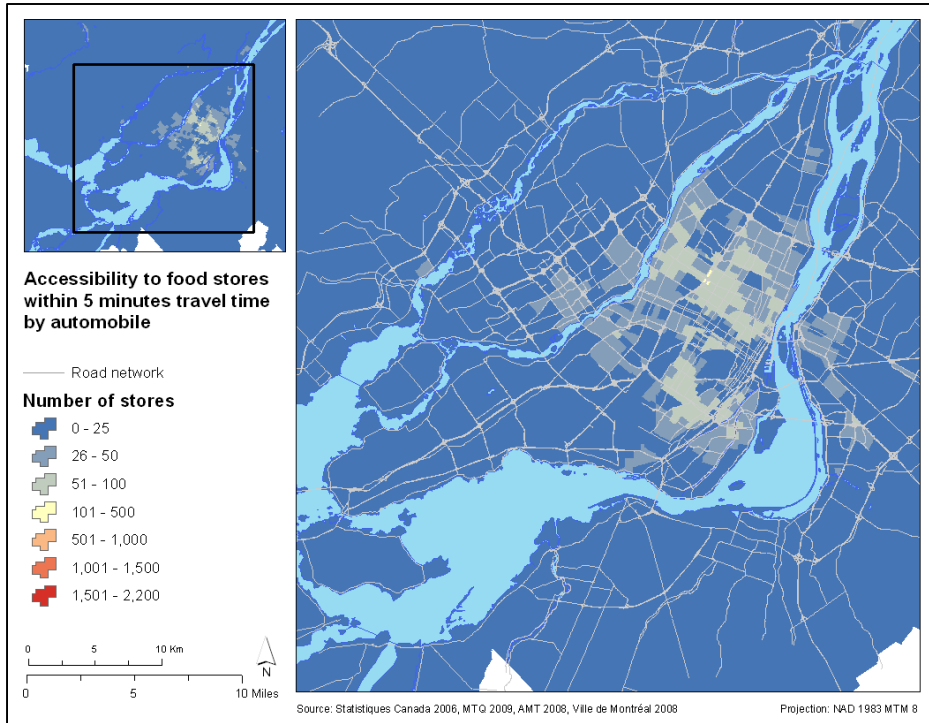 Accessibility to food stores
within 5 minutes travel time
by automobile
Road network
Number of stores
0 - 25
26 - 50
51 - 100
101 - 500
501 - 1,000
1,001 - 1,500
1,501 - 2,200
0 5 10 Km
N
0 5 10 Miles
Source: Statistiques Canada 2006, MTQ 2009, AMT 2008, Ville de Montréal 2008
Projection: NAD 1983 MTM 8